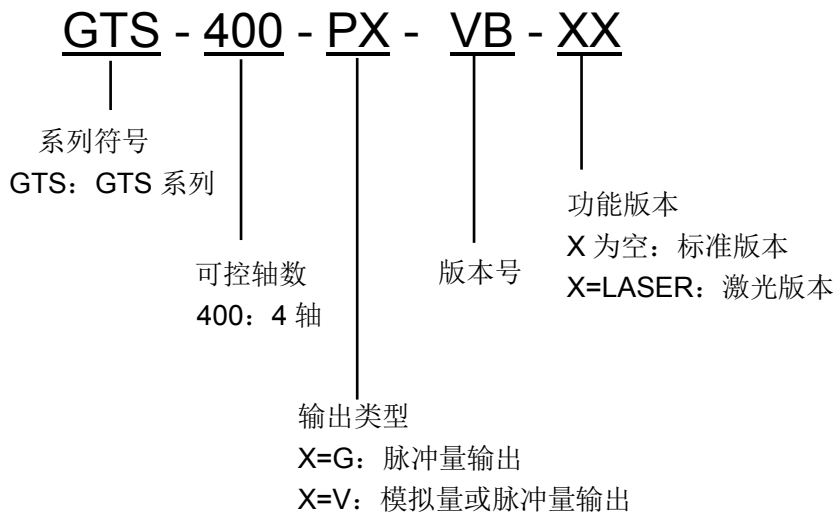 GTS - 400 - PX - VB - XX
系列符号
GTS：GTS 系列
可控轴数
400：4 轴
输出类型
X=G：脉冲量输出
X=V：模拟量或脉冲量输出
版本号
功能版本
X 为空：标准版本
X=LASER：激光版本